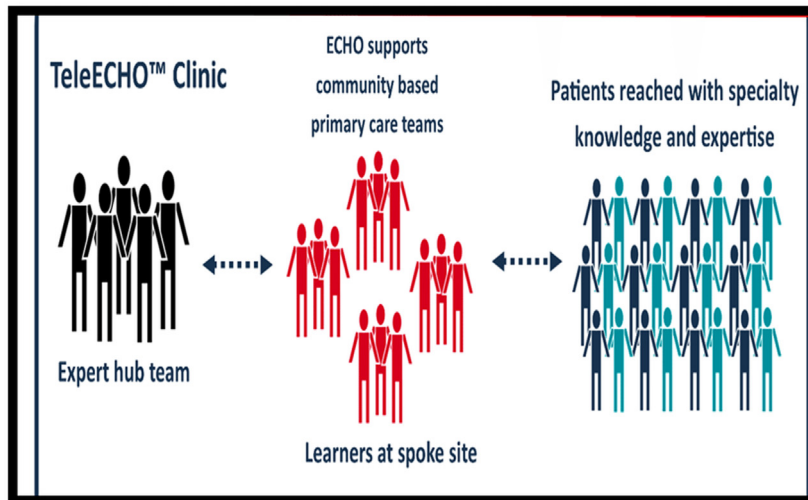 TeleECHO™ Clinic
Expert hub team
ECHO supports
community based
primary care teams
Learners at spoke site
Patients reached with specialty
knowledge and expertise